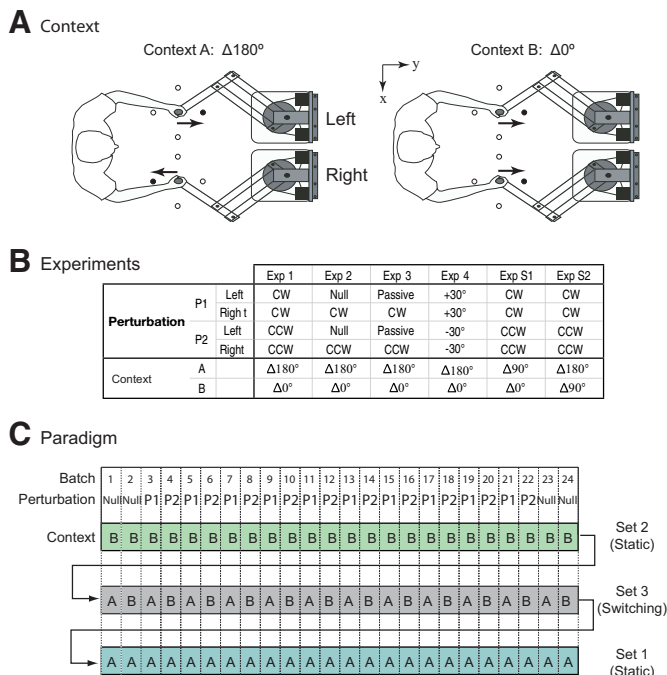 A Context
Context A: Δ180º
Context B: Δ0º
y
x
Left
Right
B Experiments
Exp 1 Exp 2 Exp 3 Exp 4 Exp S1 Exp S2
Perturbation P1 Left CW Null Passive +30° CW CW
Righ t CW CW CW +30° CW CW
P2 Left CCW Null Passive -30° CCW CCW
Right CCW CCW CCW -30° CCW CCW
Context A Δ180° Δ180° Δ180° Δ180° Δ90° Δ180°
B Δ0° Δ0° Δ0° Δ0° Δ0° Δ90°
C Paradigm
Batch 1 2 3 4 5 6 7 8 9 10 11 12 13 14 15 16 17 18 19 20 21 22 23 24
Perturbation Null Null P1 P2 P1 P2 P1 P2 P1 P2 P1 P2 P1 P2 P1 P2 P1 P2 P1 P2 P1 P2 Null Null
Context B B B B B B B B B B B B B B B B B B B B B B B B
Set 2
(Static)
A B A B A B A B A B A B A B A B A B A B A B A B
Set 3
(Switching)
A A A A A A A A A A A A A A A A A A A A A A A A
Set 1
(Static)